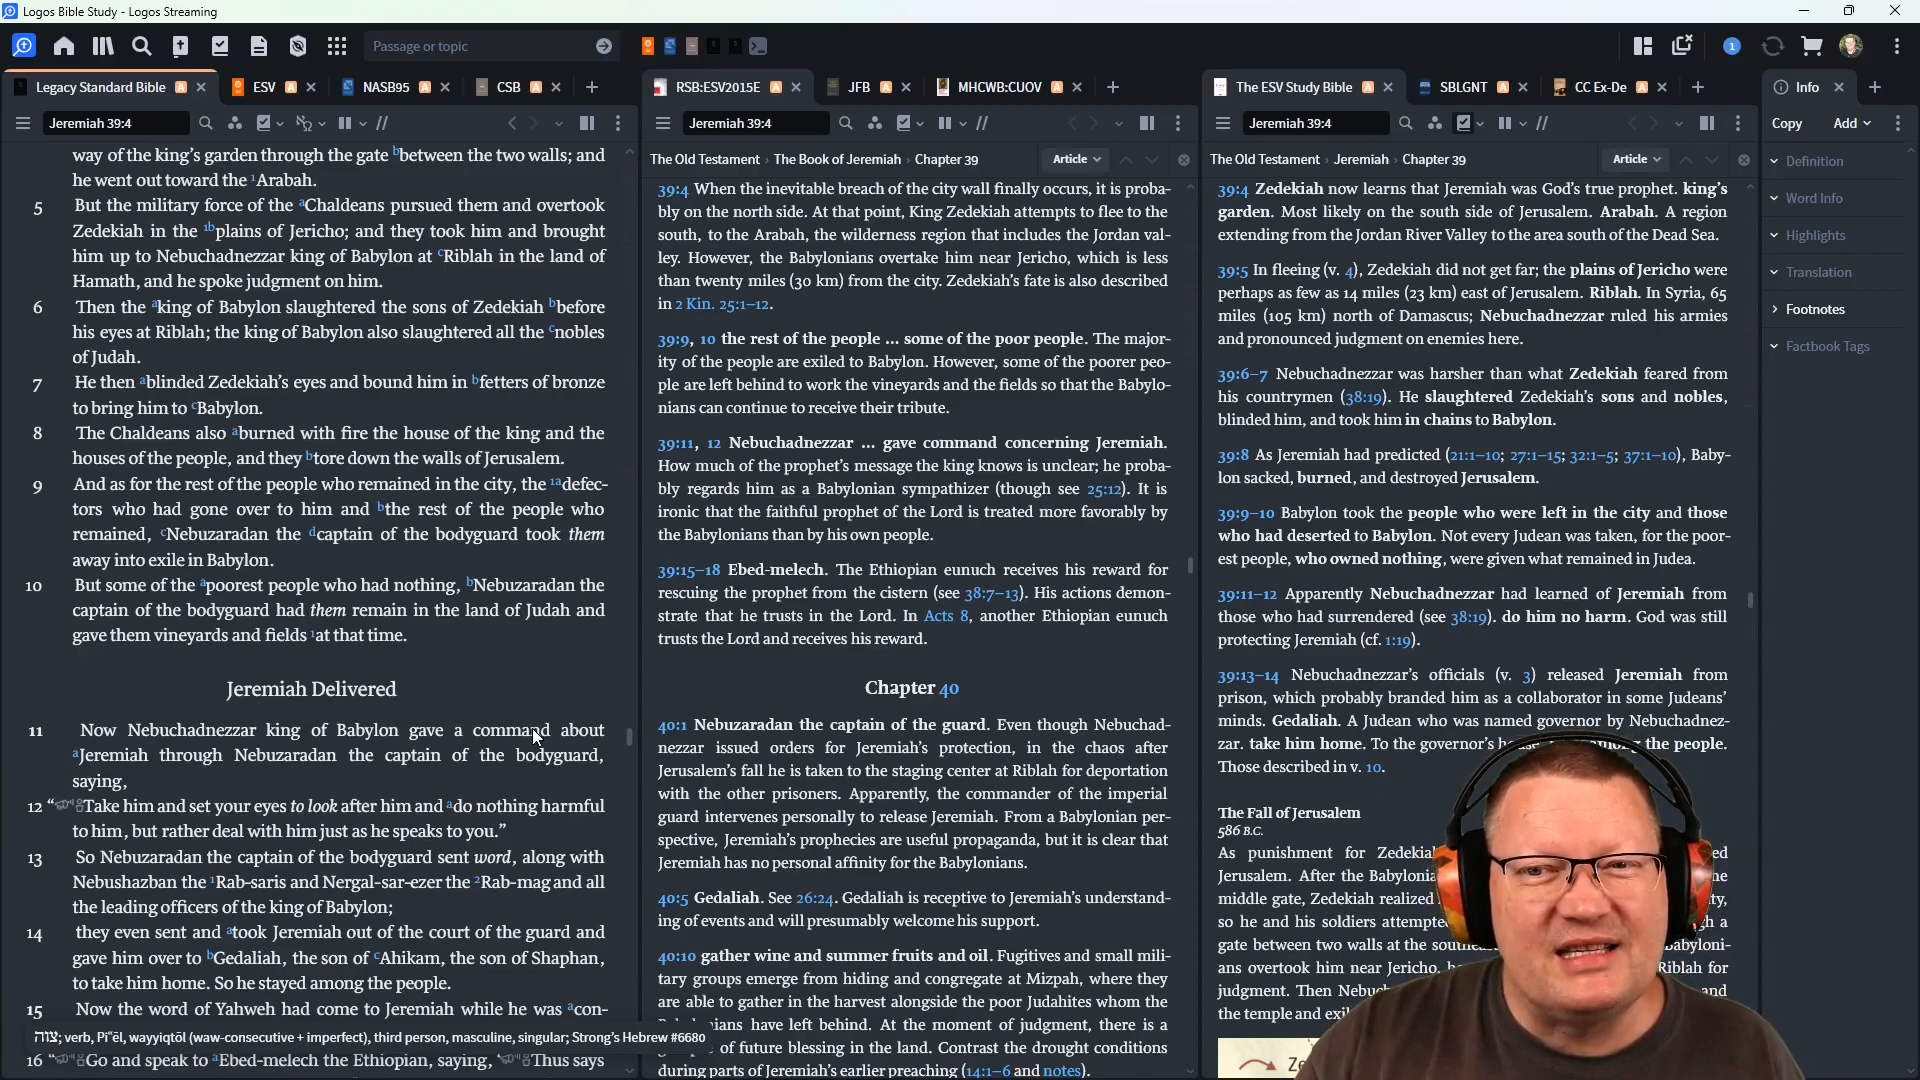 Logos Bible Study - Logos Streaming
Passage or topic
1
Legacy Standard Bible A
ESV A
NASB95 A
CSB A
RSB:ESV2015E A
JFB A
MHCWB:CUOV A
The ESV Study Bible A
SBLGNT A
CC Ex-De A
Info
Jeremiah 39:4
way of the king’s garden through the gate ᵇbetween the two walls; and
he went out toward the ¹Arabah.
5 But the military force of the ᵃChaldeans pursued them and overtook
Zedekiah in the ¹ᵇplains of Jericho; and they took him and brought
him up to Nebuchadnezzar king of Babylon at ᶜRiblah in the land of
Hamath, and he spoke judgment on him.
6 Then the ᵃking of Babylon slaughtered the sons of Zedekiah ᵇbefore
his eyes at Riblah; the king of Babylon also slaughtered all the ᶜnobles
of Judah.
7 He then ᵃblinded Zedekiah’s eyes and bound him in ᵇfetters of bronze
to bring him to ᶜBabylon.
8 The Chaldeans also ᵃburned with fire the house of the king and the
houses of the people, and they ᵇtore down the walls of Jerusalem.
9 And as for the rest of the people who remained in the city, the ¹ᵃdefec-
tors who had gone over to him and ᵇthe rest of the people who
remained, ᶜNebuzaradan the ᵈcaptain of the bodyguard took them
away into exile in Babylon.
10 But some of the ᵃpoorest people who had nothing, ᵇNebuzaradan the
captain of the bodyguard had them remain in the land of Judah and
gave them vineyards and fields ¹at that time.
Jeremiah Delivered
11 Now Nebuchadnezzar king of Babylon gave a command about
ᵃJeremiah through Nebuzaradan the captain of the bodyguard,
saying,
12 “Take him and set your eyes to look after him and ᵃdo nothing harmful
to him, but rather deal with him just as he speaks to you.”
13 So Nebuzaradan the captain of the bodyguard sent word, along with
Nebushazban the ¹Rab-saris and Nergal-sar-ezer the ²Rab-mag and all
the leading officers of the king of Babylon;
14 they even sent and ᵃtook Jeremiah out of the court of the guard and
gave him over to ᵇGedaliah, the son of ᶜAhikam, the son of Shaphan,
to take him home. So he stayed among the people.
15 Now the word of Yahweh had come to Jeremiah while he was ᵃcon-
צוה; verb, Piʿʿēl, wayyiqtōl (waw-consecutive + imperfect), third person, masculine, singular; Strong’s Hebrew #6680
16 “Go and speak to ᵃEbed-melech the Ethiopian, saying, ‘Thus says
Jeremiah 39:4
The Old Testament › The Book of Jeremiah › Chapter 39
Article
39:4 When the inevitable breach of the city wall finally occurs, it is proba-
bly on the north side. At that point, King Zedekiah attempts to flee to the
south, to the Arabah, the wilderness region that includes the Jordan val-
ley. However, the Babylonians overtake him near Jericho, which is less
than twenty miles (30 km) from the city. Zedekiah’s fate is also described
in 2 Kin. 25:1–12.
39:9, 10 the rest of the people ... some of the poor people. The major-
ity of the people are exiled to Babylon. However, some of the poorer peo-
ple are left behind to work the vineyards and the fields so that the Babylo-
nians can continue to receive their tribute.
39:11, 12 Nebuchadnezzar ... gave command concerning Jeremiah.
How much of the prophet’s message the king knows is unclear; he proba-
bly regards him as a Babylonian sympathizer (though see 25:12). It is
ironic that the faithful prophet of the Lord is treated more favorably by
the Babylonians than by his own people.
39:15–18 Ebed-melech. The Ethiopian eunuch receives his reward for
rescuing the prophet from the cistern (see 38:7–13). His actions demon-
strate that he trusts in the Lord. In Acts 8, another Ethiopian eunuch
trusts the Lord and receives his reward.
Chapter 40
40:1 Nebuzaradan the captain of the guard. Even though Nebuchad-
nezzar issued orders for Jeremiah’s protection, in the chaos after
Jerusalem’s fall he is taken to the staging center at Riblah for deportation
with the other prisoners. Apparently, the commander of the imperial
guard intervenes personally to release Jeremiah. From a Babylonian per-
spective, Jeremiah’s prophecies are useful propaganda, but it is clear that
Jeremiah has no personal affinity for the Babylonians.
40:5 Gedaliah. See 26:24. Gedaliah is receptive to Jeremiah’s understand-
ing of events and will presumably welcome his support.
40:10 gather wine and summer fruits and oil. Fugitives and small mili-
tary groups emerge from hiding and congregate at Mizpah, where they
are able to gather in the harvest alongside the poor Judahites whom the
have left behind. At the moment of judgment, there is a
of future blessing in the land. Contrast the drought conditions
during parts of Jeremiah’s earlier preaching (14:1–6 and notes).
Jeremiah 39:4
The Old Testament › Jeremiah › Chapter 39
Article
39:4 Zedekiah now learns that Jeremiah was God’s true prophet. king’s
garden. Most likely on the south side of Jerusalem. Arabah. A region
extending from the Jordan River Valley to the area south of the Dead Sea.
39:5 In fleeing (v. 4), Zedekiah did not get far; the plains of Jericho were
perhaps as few as 14 miles (23 km) east of Jerusalem. Riblah. In Syria, 65
miles (105 km) north of Damascus; Nebuchadnezzar ruled his armies
and pronounced judgment on enemies here.
39:6–7 Nebuchadnezzar was harsher than what Zedekiah feared from
his countrymen (38:19). He slaughtered Zedekiah’s sons and nobles,
blinded him, and took him in chains to Babylon.
39:8 As Jeremiah had predicted (21:1–10; 27:1–15; 32:1–5; 37:1–10), Baby-
lon sacked, burned, and destroyed Jerusalem.
39:9–10 Babylon took the people who were left in the city and those
who had deserted to Babylon. Not every Judean was taken, for the poor-
est people, who owned nothing, were given what remained in Judea.
39:11–12 Apparently Nebuchadnezzar had learned of Jeremiah from
those who had surrendered (see 38:19). do him no harm. God was still
protecting Jeremiah (cf. 1:19).
39:13–14 Nebuchadnezzar’s officials (v. 3) released Jeremiah from
prison, which probably branded him as a collaborator in some Judeans’
minds. Gedaliah. A Judean who was named governor by Nebuchadnez-
zar. take him home. To the governor’s the people.
Those described in v. 10.
The Fall of Jerusalem
586 B.C.
As punishment for
Jerusalem. After the
middle gate, Zedekiah realized
so he and his soldiers a
gate between two walls at the
ans overtook him near Jericho, Riblah for
judgment. Then and
the temple and
Copy
Add
Definition
Word Info
Highlights
Translation
Footnotes
Factbook Tags